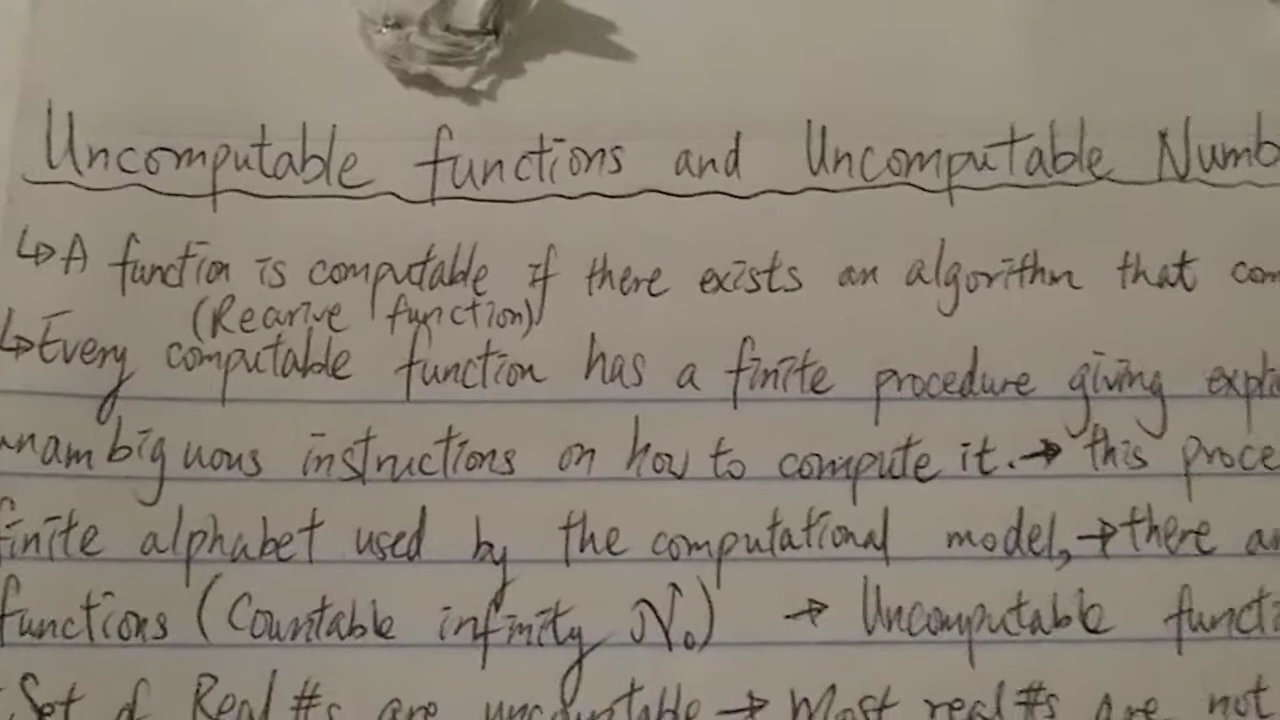 Uncomputable functions and Uncomputable Numb
↳ A function is computable if there exists an algorithm that com
(Recursive function)
↳ Every computable function has a finite procedure giving expli
unambiguous instructions on how to compute it. → this proce
finite alphabet used by the computational model, → there a
functions (Countable infinity ℵ₀) → Uncomputable functi
Set of Real #s are uncountable → Most real #s are not